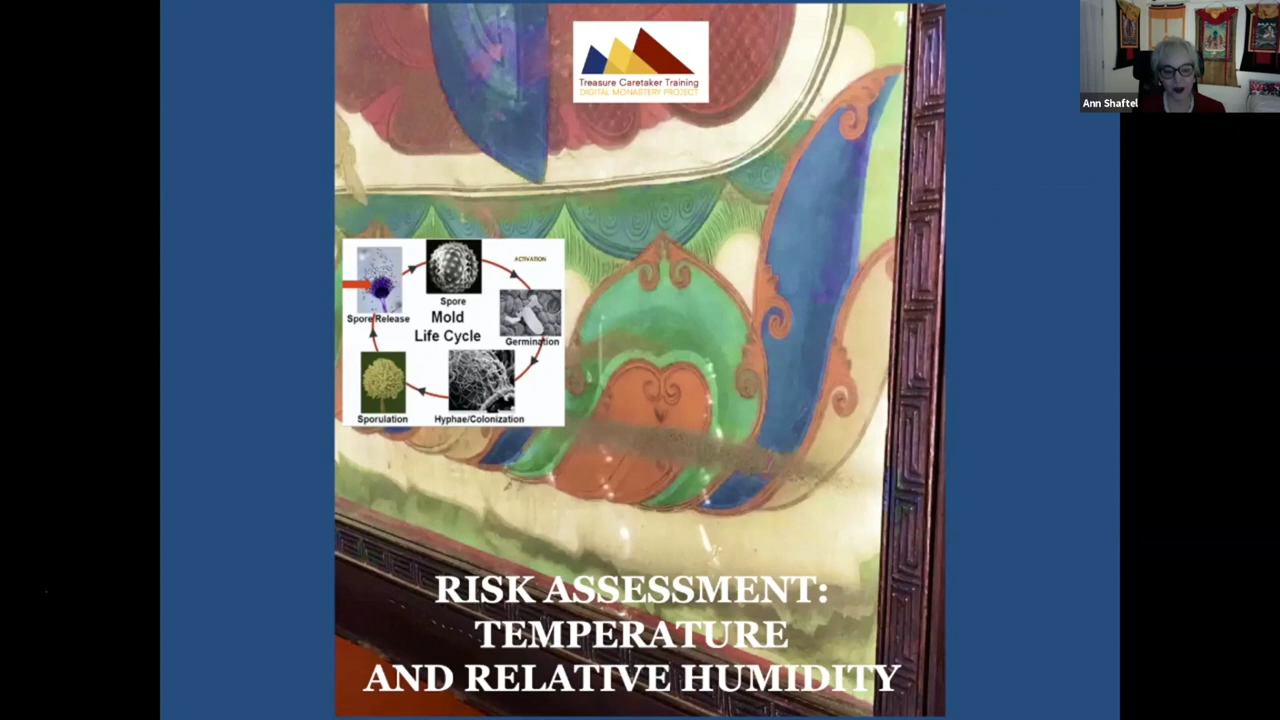 Treasure Caretaker Training
DIGITAL MONASTERY PROJECT
Ann Shaftel
ACTIVATION
Spore
Spore Release
Mold
Life Cycle
Germination
Sporulation
Hyphae/Colonization
RISK ASSESSMENT:
TEMPERATURE
AND RELATIVE HUMIDITY